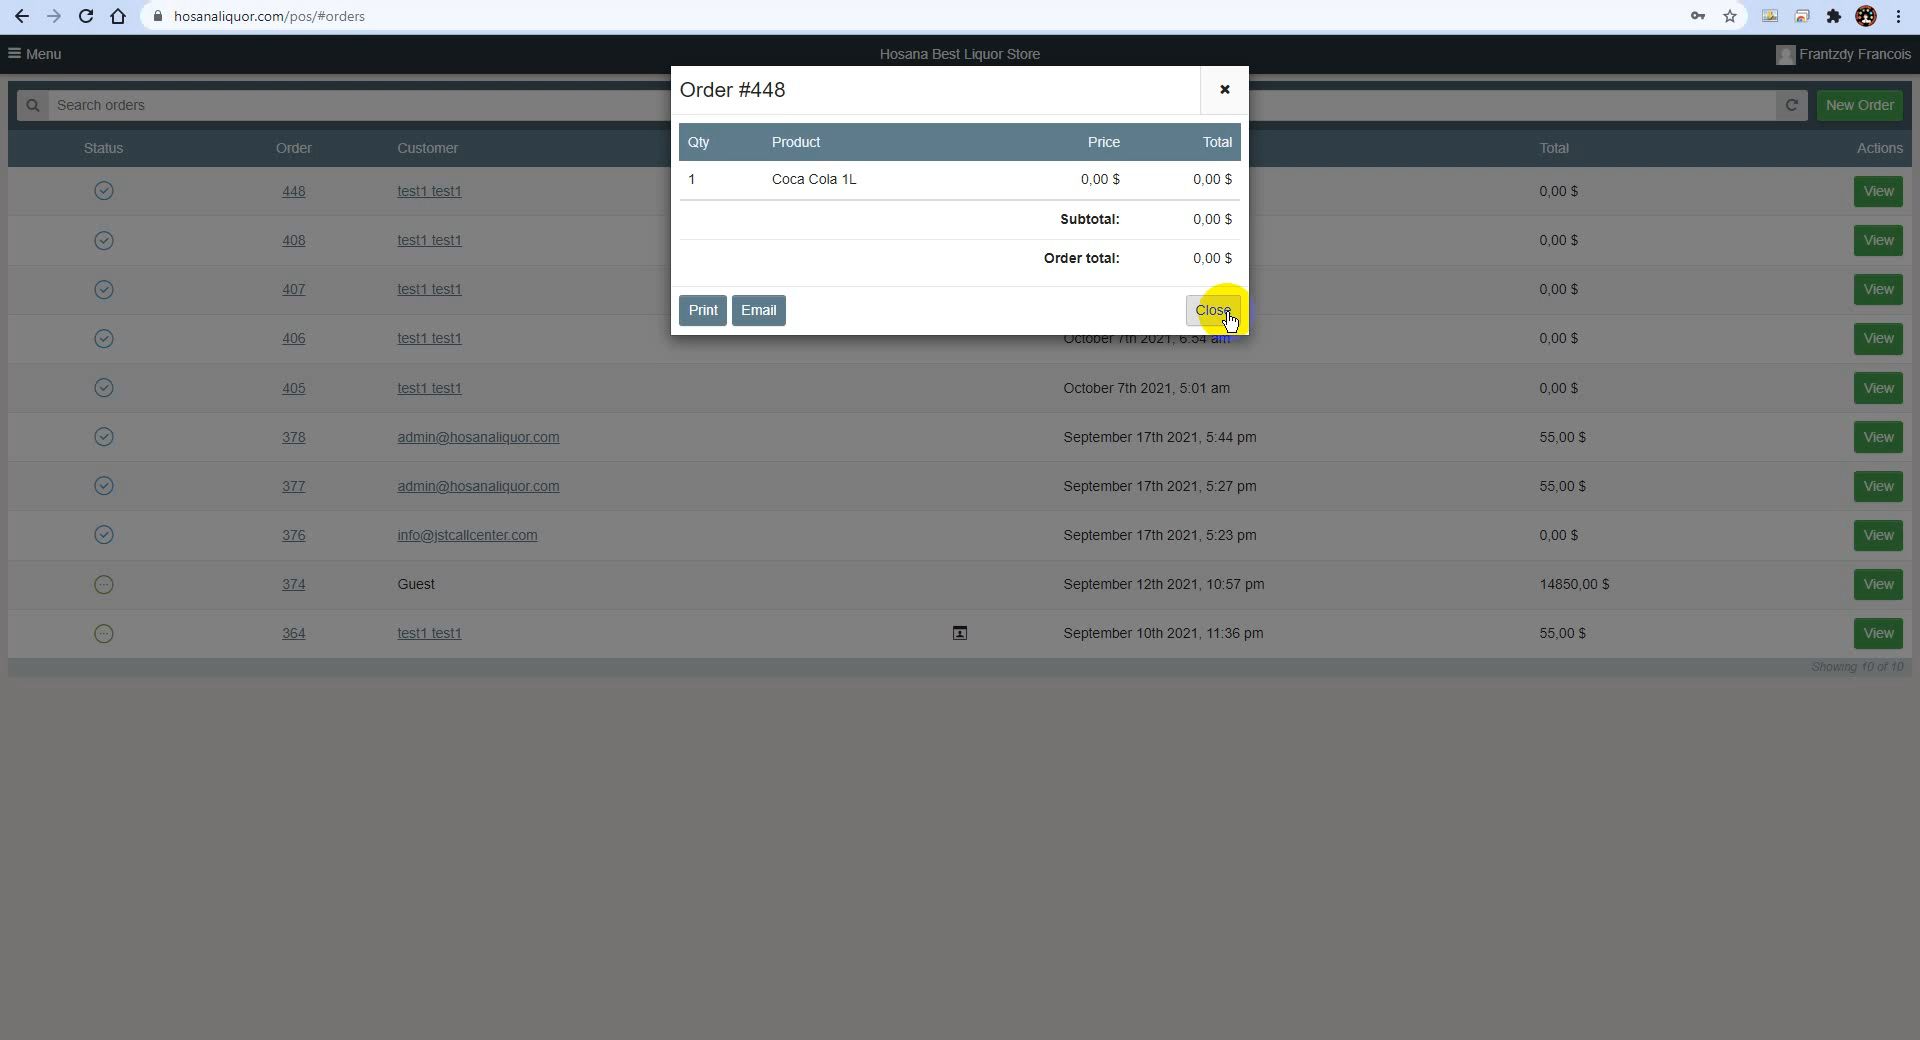 hosanaliquor.com/pos/#orders
Menu
Hosana Best Liquor Store
Frantzdy Francois
Order #448
Search orders
New Order
Qty Product Price Total
1 Coca Cola 1L 0,00 $ 0,00 $
Subtotal: 0,00 $
Order total: 0,00 $
Print Email Close
Status Order Customer Total Actions
448 test1 test1 0,00 $ View
408 test1 test1 0,00 $ View
407 test1 test1 0,00 $ View
406 test1 test1 October 7th 2021, 6:54 am 0,00 $ View
405 test1 test1 October 7th 2021, 5:01 am 0,00 $ View
378 admin@hosanaliquor.com September 17th 2021, 5:44 pm 55,00 $ View
377 admin@hosanaliquor.com September 17th 2021, 5:27 pm 55,00 $ View
376 info@jstcallcenter.com September 17th 2021, 5:23 pm 0,00 $ View
374 Guest September 12th 2021, 10:57 pm 14850,00 $ View
364 test1 test1 September 10th 2021, 11:36 pm 55,00 $ View
Showing 10 of 10